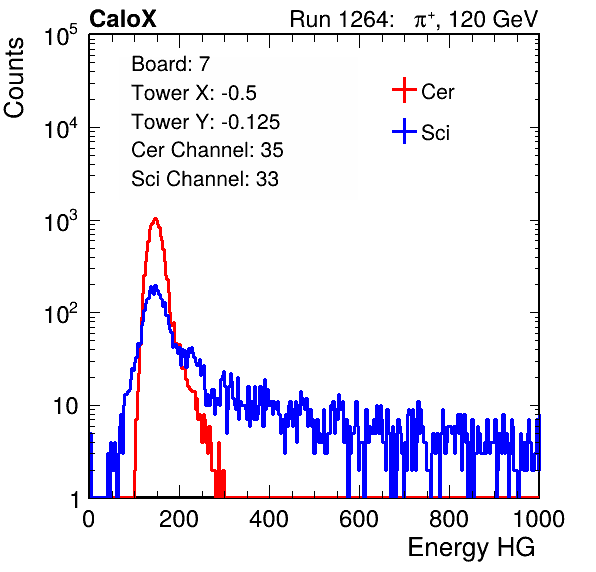 CaloX Run 1264: π⁺, 120 GeV
Counts
10⁵
10⁴
10³
10²
10
1
Board: 7
Tower X: -0.5
Tower Y: -0.125
Cer Channel: 35
Sci Channel: 33
Cer
Sci
0 200 400 600 800 1000
Energy HG